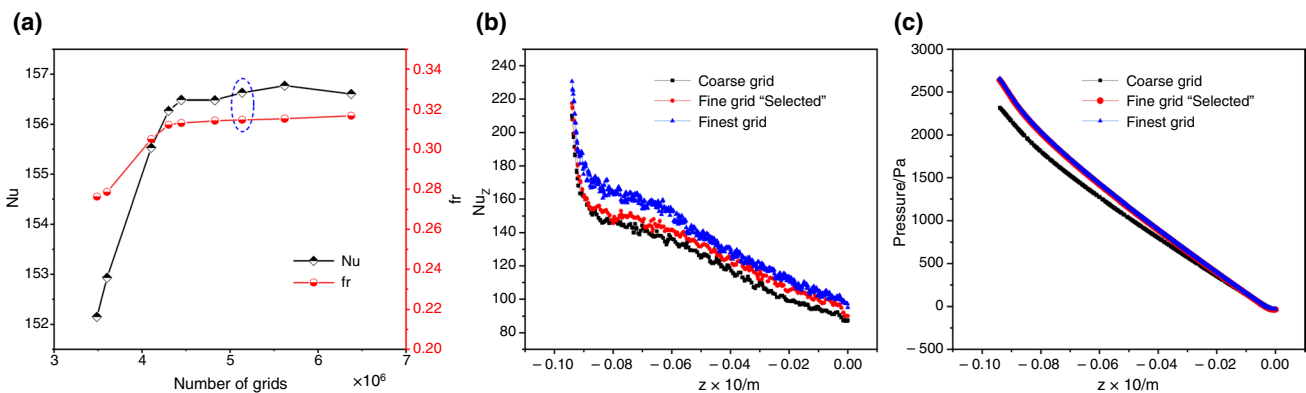 (a)
157
156
155
154
153
152
Nu
0.34
0.32
0.30
0.28
0.26
0.24
0.22
0.20
fr
Nu
fr
3 4 5 6 7
Number of grids ×10⁶
(b)
240
220
200
180
160
140
120
100
80
Nu_Z
Coarse grid
Fine grid “Selected”
Finest grid
– 0.10 – 0.08 – 0.06 – 0.04 – 0.02 0.00
z × 10/m
(c)
3000
2500
2000
1500
1000
500
0
– 500
Pressure/Pa
Coarse grid
Fine grid “Selected”
Finest grid
– 0.10 – 0.08 – 0.06 – 0.04 – 0.02 0.00
z × 10/m